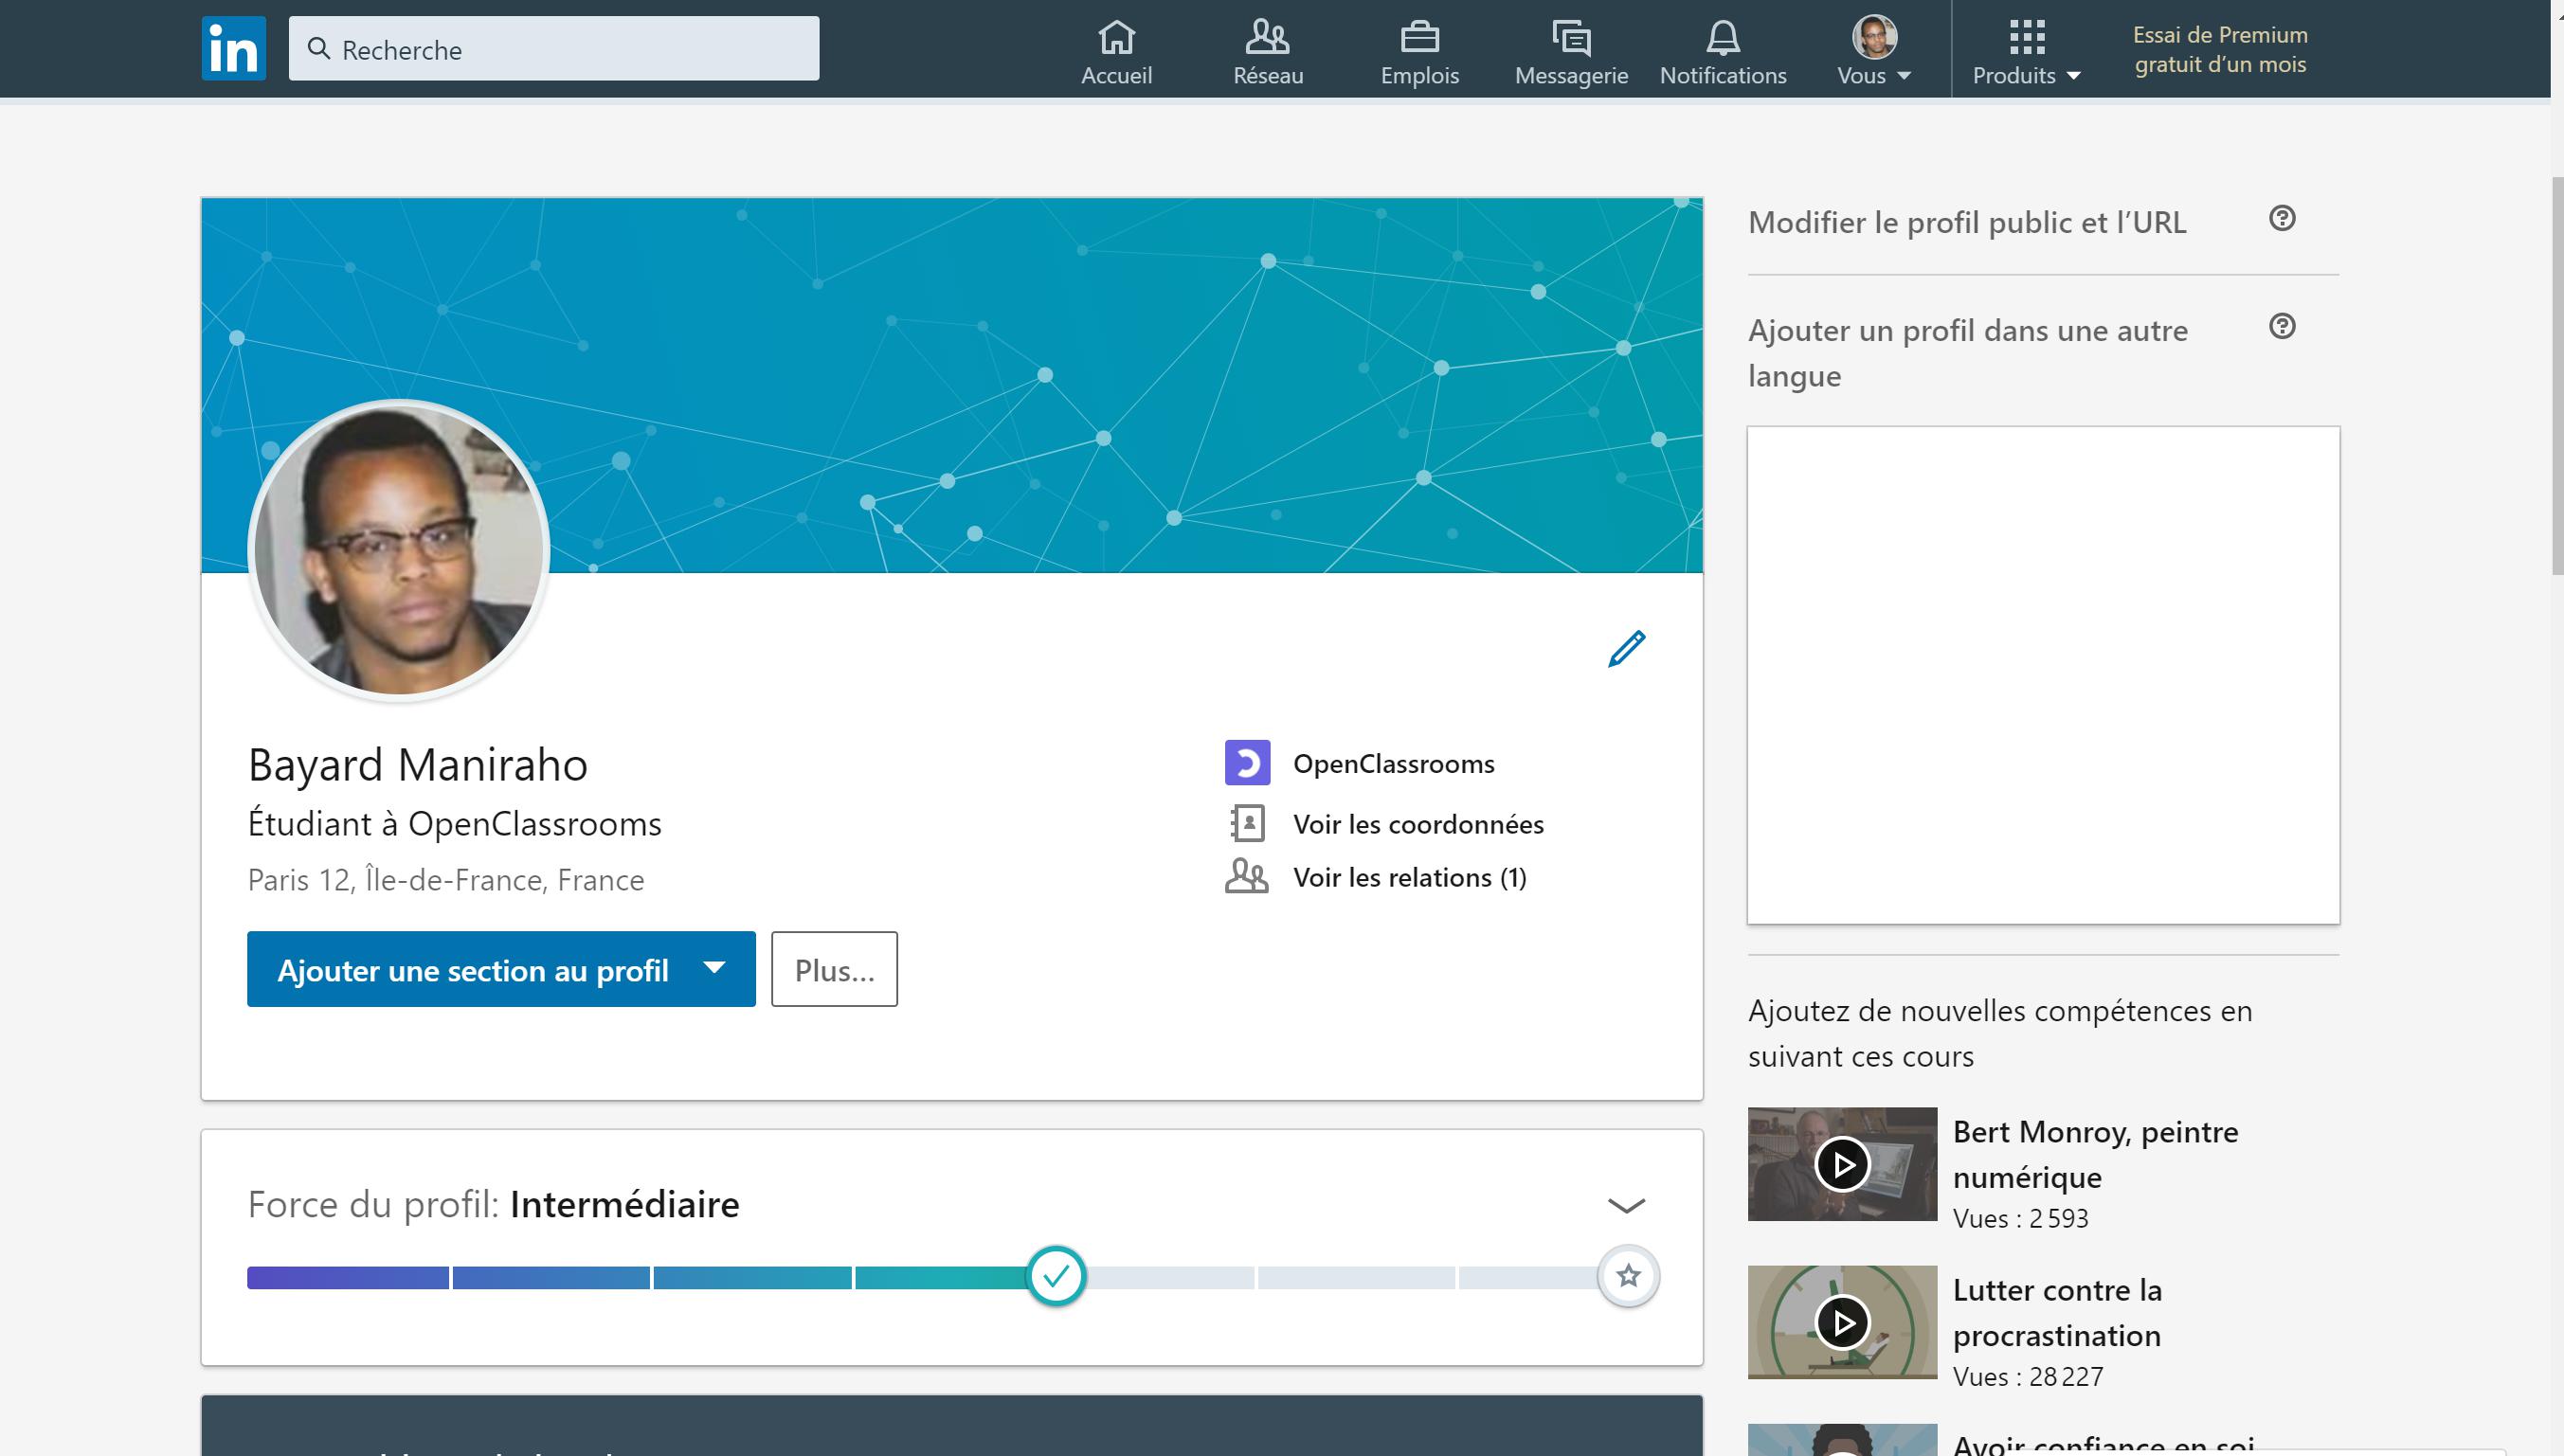 in
Recherche
Accueil
Réseau
Emplois
Messagerie
Notifications
Vous
Produits
Essai de Premium
gratuit d’un mois
Modifier le profil public et l’URL
Ajouter un profil dans une autre
langue
Bayard Maniraho
Étudiant à OpenClassrooms
Paris 12, Île-de-France, France
OpenClassrooms
Voir les coordonnées
Voir les relations (1)
Ajouter une section au profil
Plus…
Force du profil: Intermédiaire
Ajoutez de nouvelles compétences en
suivant ces cours
Bert Monroy, peintre
numérique
Vues : 2 593
Lutter contre la
procrastination
Vues : 28 227
Avoir confiance en soi